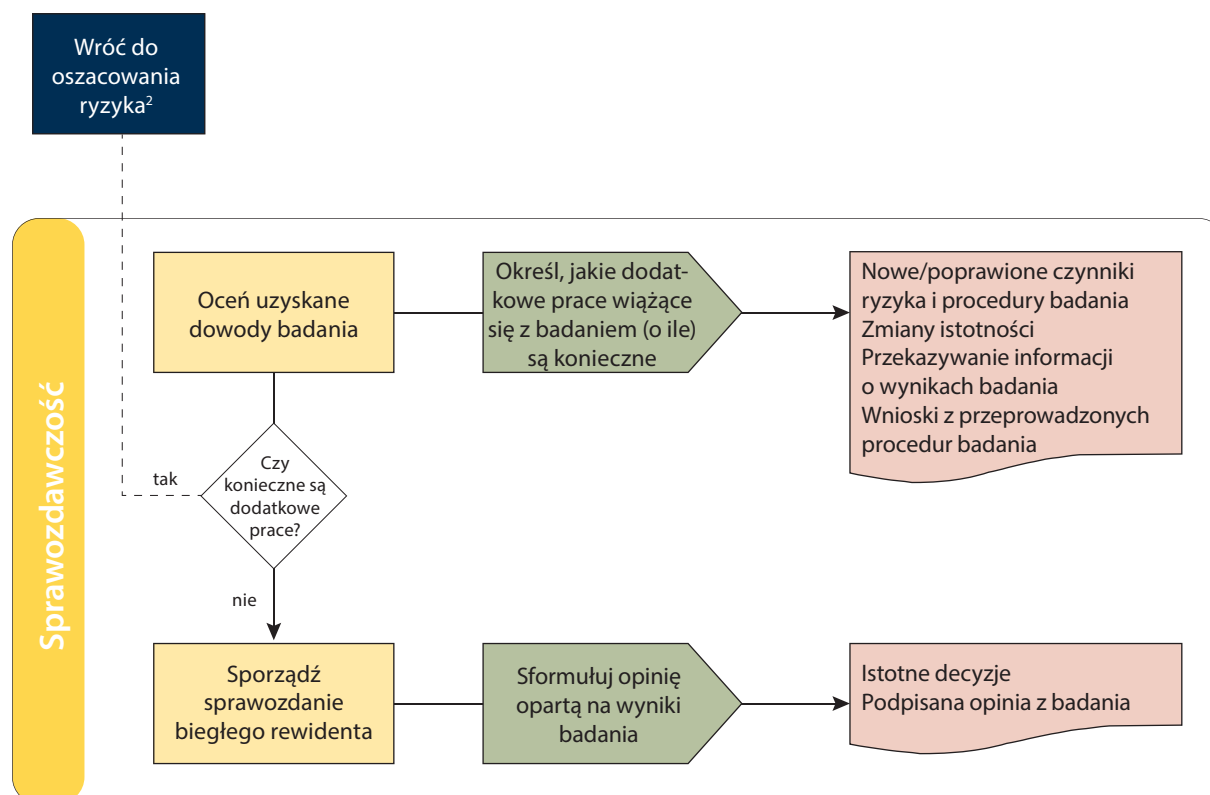 Wróć do
oszacowania
ryzyka²
Sprawozdawczość
Oceń uzyskane
dowody badania
Określ, jakie dodat-
kowe prace wiążące
się z badaniem (o ile)
są konieczne
Nowe/poprawione czynniki
ryzyka i procedury badania
Zmiany istotności
Przekazywanie informacji
o wynikach badania
Wnioski z przeprowadzonych
procedur badania
Czy
konieczne są
dodatkowe
prace?
tak
nie
Sporządź
sprawozdanie
biegłego rewidenta
Sformułuj opinię
opartą na wyniki
badania
Istotne decyzje
Podpisana opinia z badania